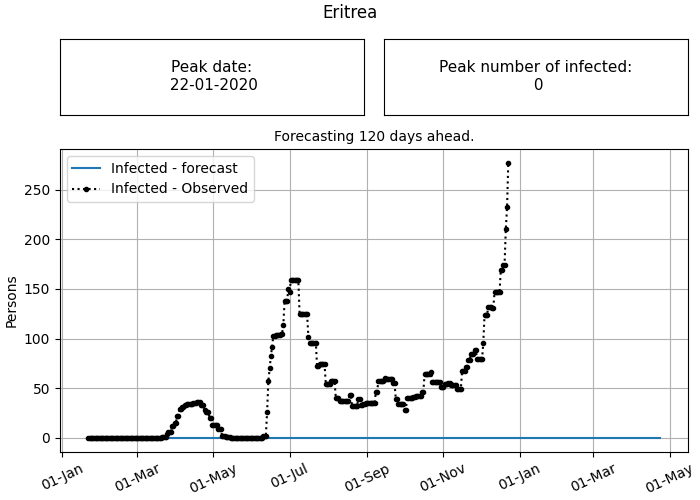 Eritrea
Peak date:
22-01-2020
Peak number of infected:
0
Forecasting 120 days ahead.
Infected - forecast
Infected - Observed
Persons
250
200
150
100
50
0
01-Jan
01-Mar
01-May
01-Jul
01-Sep
01-Nov
01-Jan
01-Mar
01-May